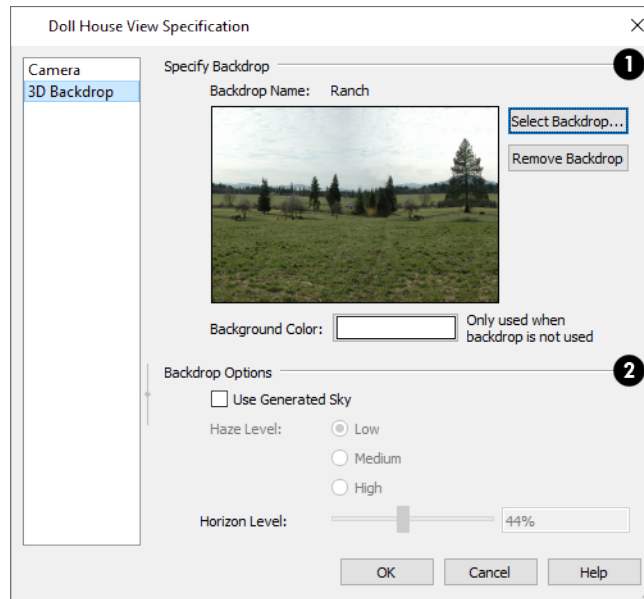 Doll House View Specification
Camera
3D Backdrop
Specify Backdrop
1
Backdrop Name: Ranch
Select Backdrop...
Remove Backdrop
Background Color:
Only used when
backdrop is not used
Backdrop Options
2
Use Generated Sky
Haze Level:
Low
Medium
High
Horizon Level:
44%
OK Cancel Help